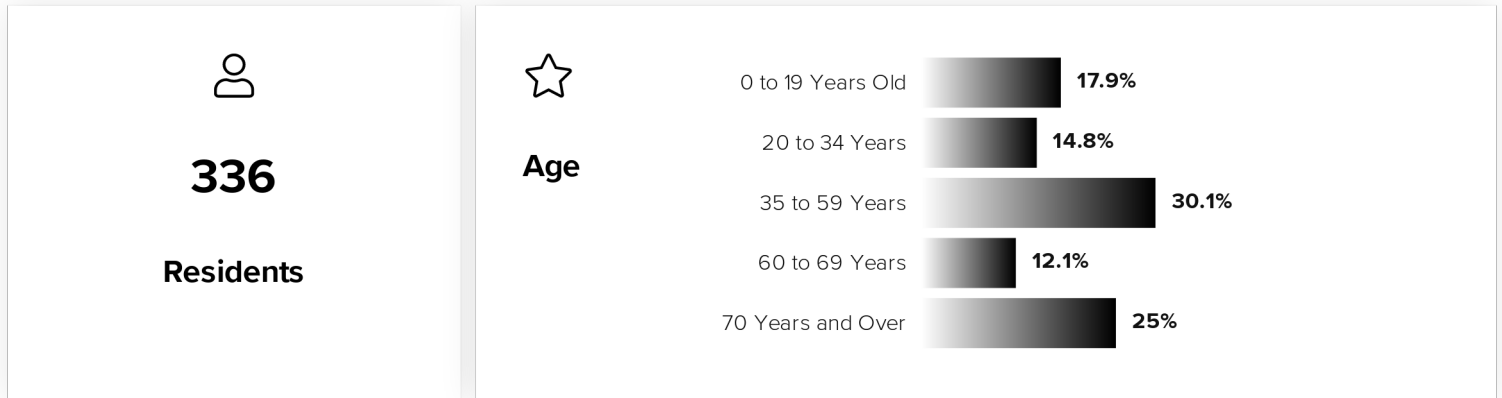 336
Residents
Age
0 to 19 Years Old 17.9%
20 to 34 Years 14.8%
35 to 59 Years 30.1%
60 to 69 Years 12.1%
70 Years and Over 25%